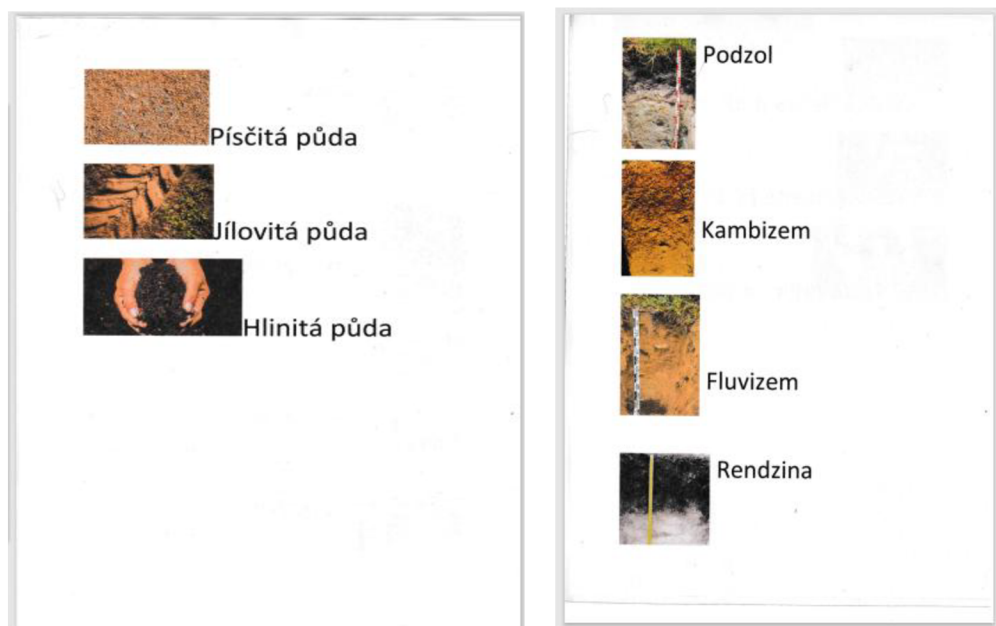 Písčitá půda
Jílovitá půda
Hlinitá půda
Podzol
Kambizem
Fluvizem
Rendzina